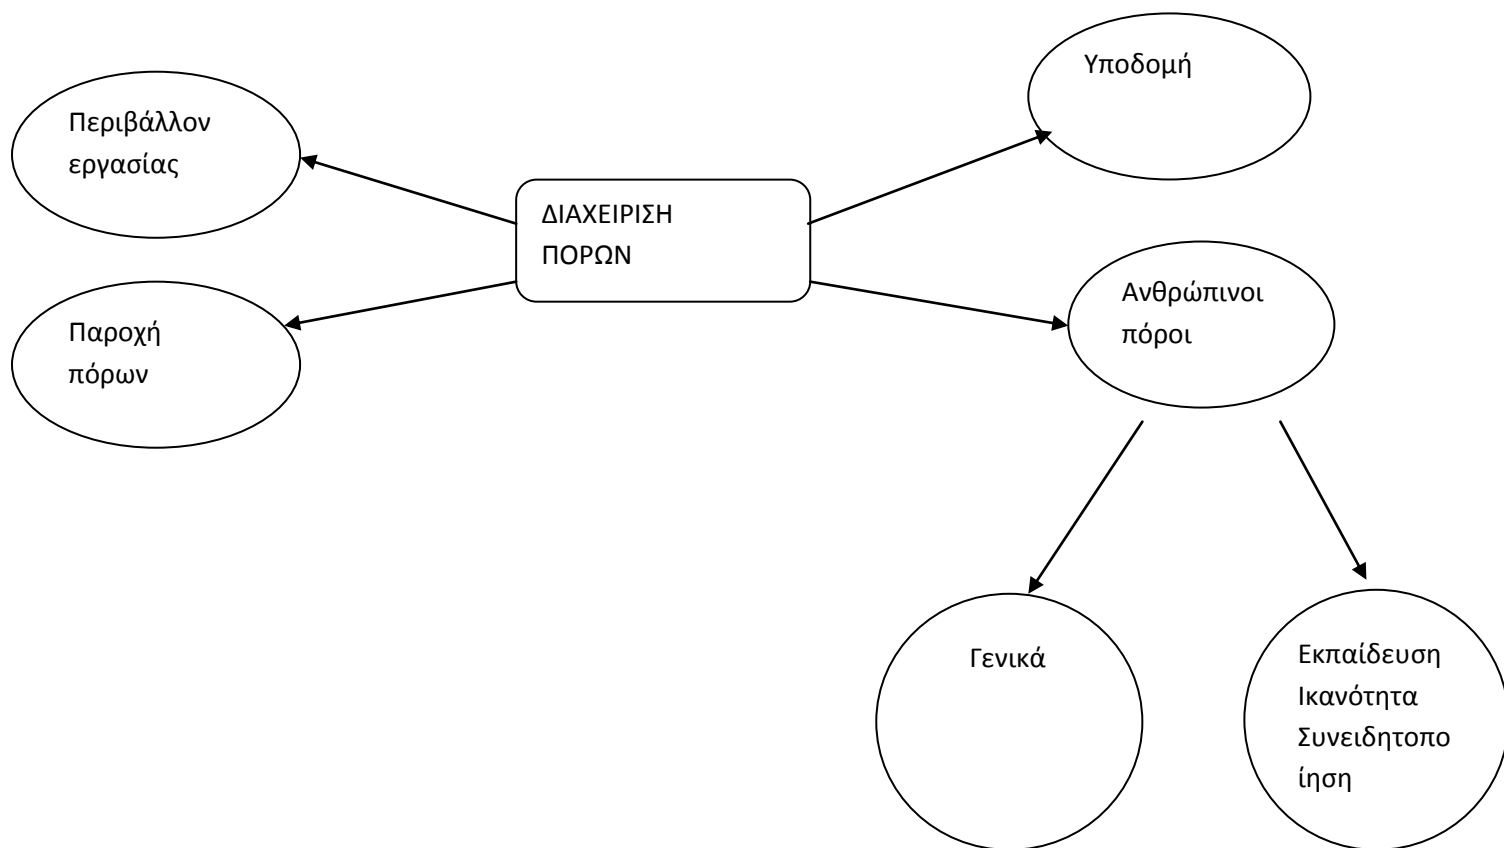 Υποδομή
Περιβάλλον
εργασίας
ΔΙΑΧΕΙΡΙΣΗ
ΠΟΡΩΝ
Ανθρώπινοι
πόροι
Παροχή
πόρων
Γενικά
Εκπαίδευση
Ικανότητα
Συνειδητοπο
ίηση